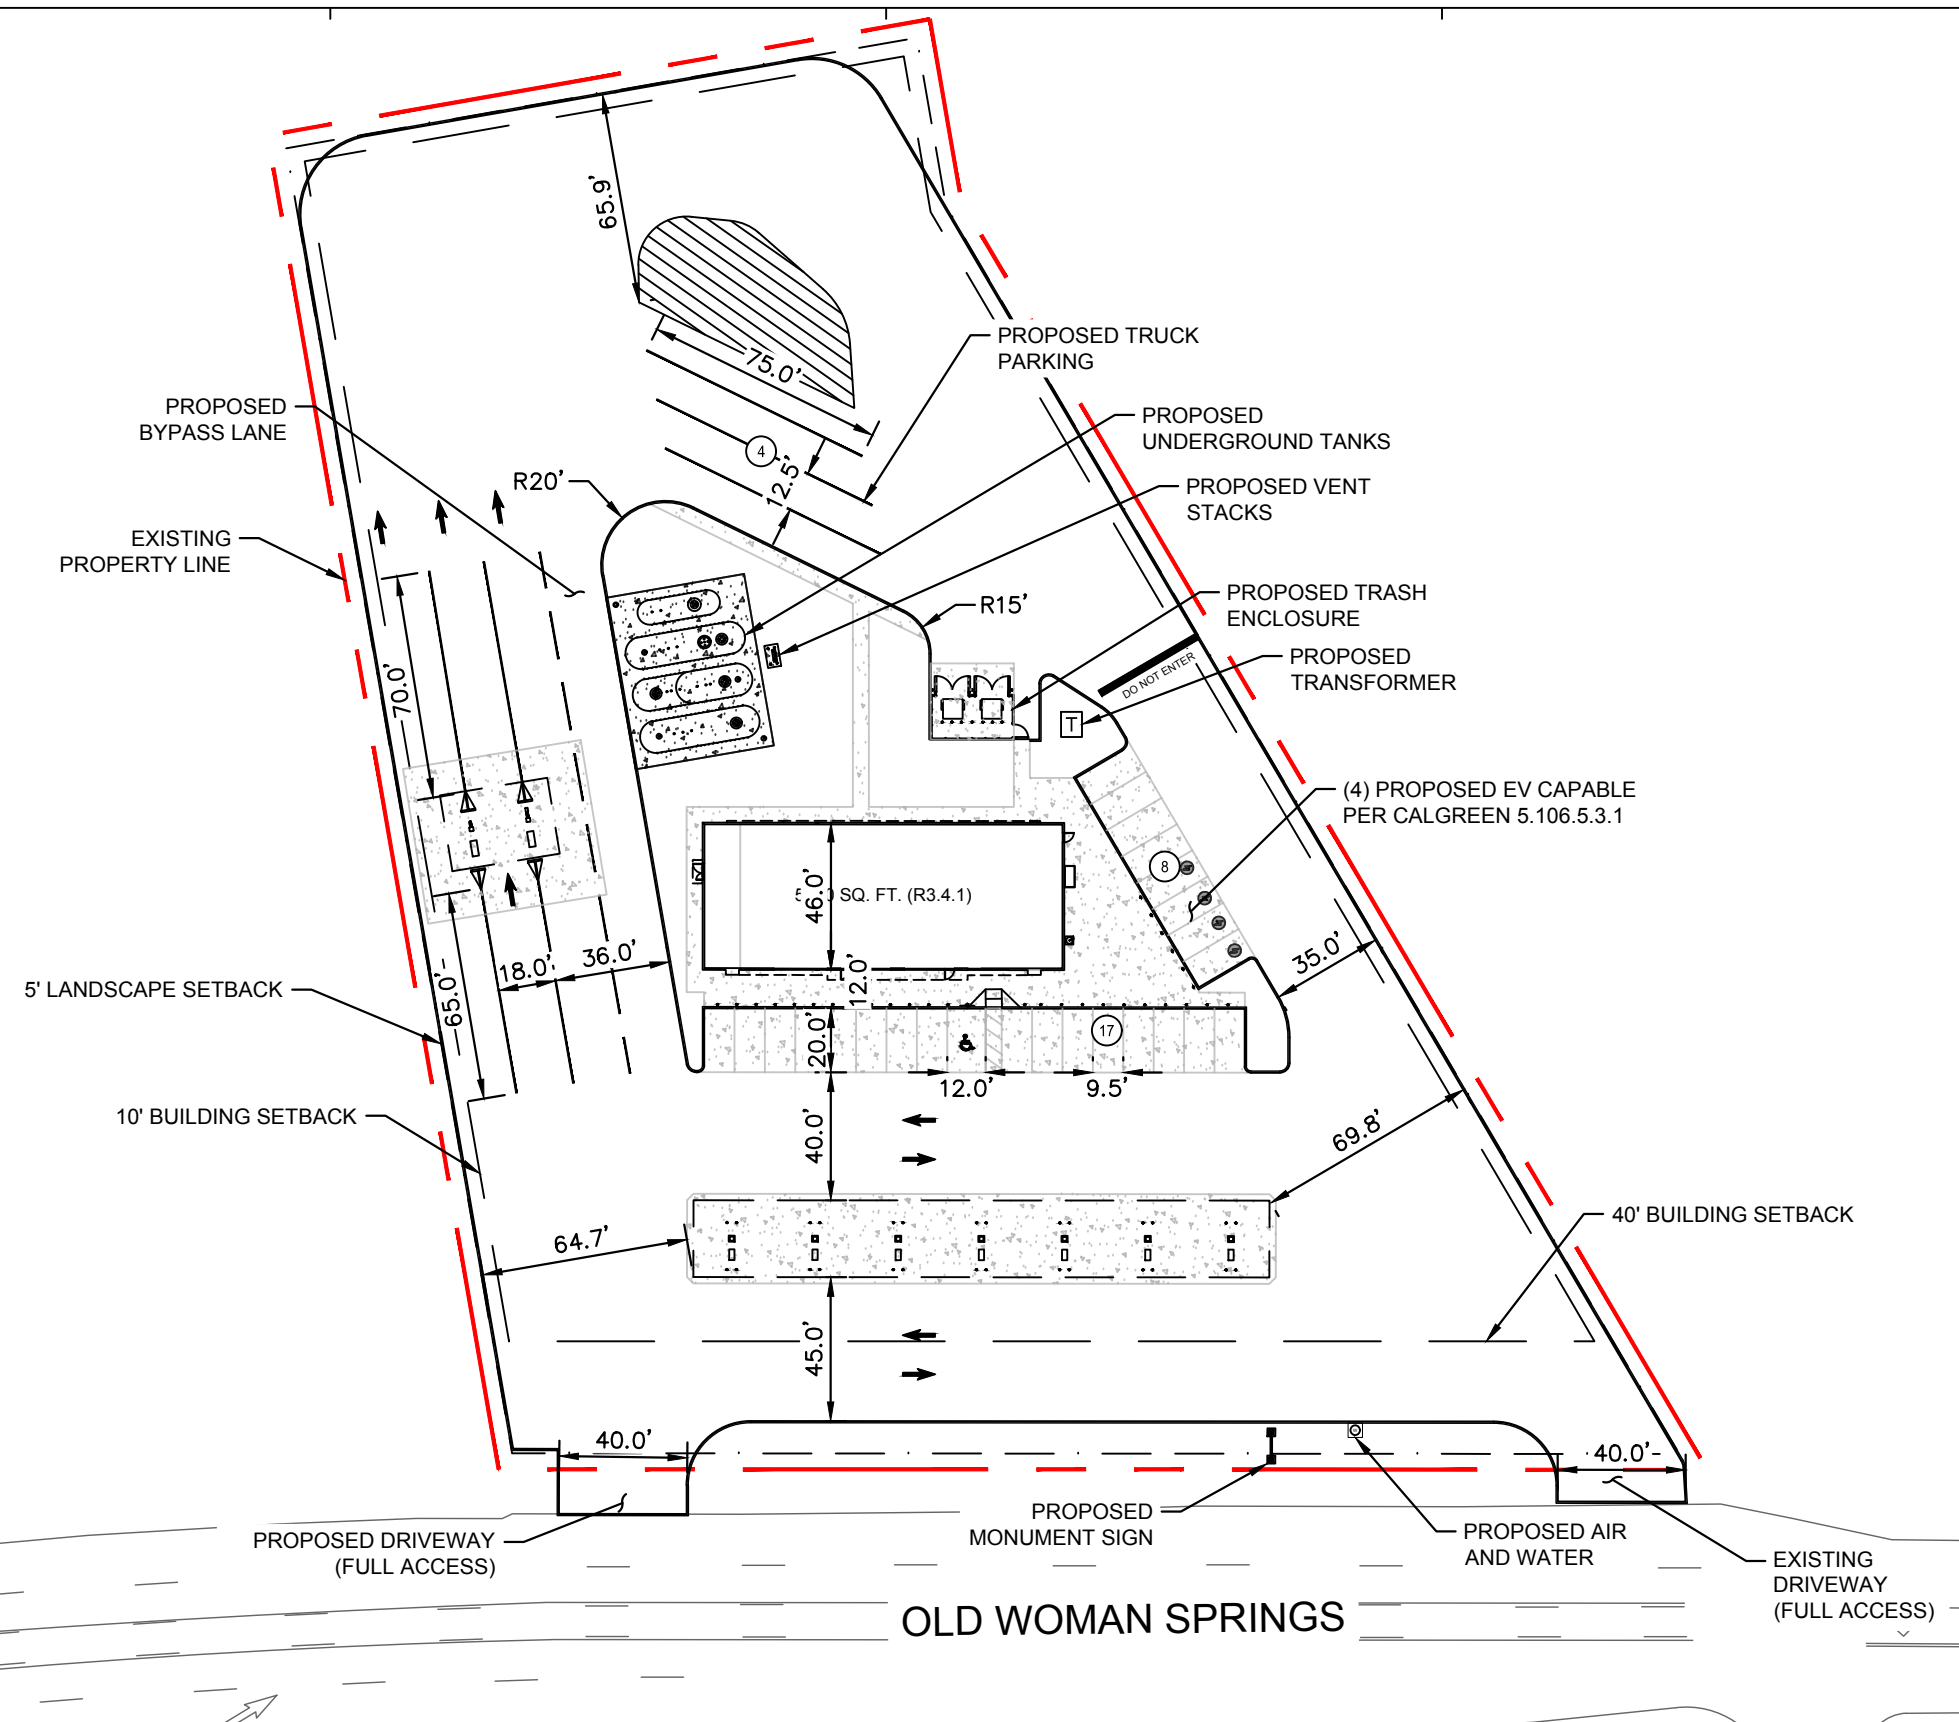 65.9'
PROPOSED TRUCK
PARKING
75.0'
PROPOSED
BYPASS LANE
PROPOSED
UNDERGROUND TANKS
4
12.5'
R20'
PROPOSED VENT
STACKS
EXISTING
PROPERTY LINE
R15'
PROPOSED TRASH
ENCLOSURE
70.0'
DO NOT ENTER
PROPOSED
TRANSFORMER
T
(4) PROPOSED EV CAPABLE
PER CALGREEN 5.106.5.3.1
8
46.0'
SQ. FT. (R3.4.1)
18.0'
36.0'
35.0'
5' LANDSCAPE SETBACK
65.0'
12.0'
20.0'
17
12.0'
9.5'
10' BUILDING SETBACK
40.0'
69.8'
64.7'
40' BUILDING SETBACK
45.0'
40.0'
40.0'
PROPOSED
MONUMENT SIGN
PROPOSED DRIVEWAY
(FULL ACCESS)
PROPOSED AIR
AND WATER
EXISTING
DRIVEWAY
(FULL ACCESS)
OLD WOMAN SPRINGS